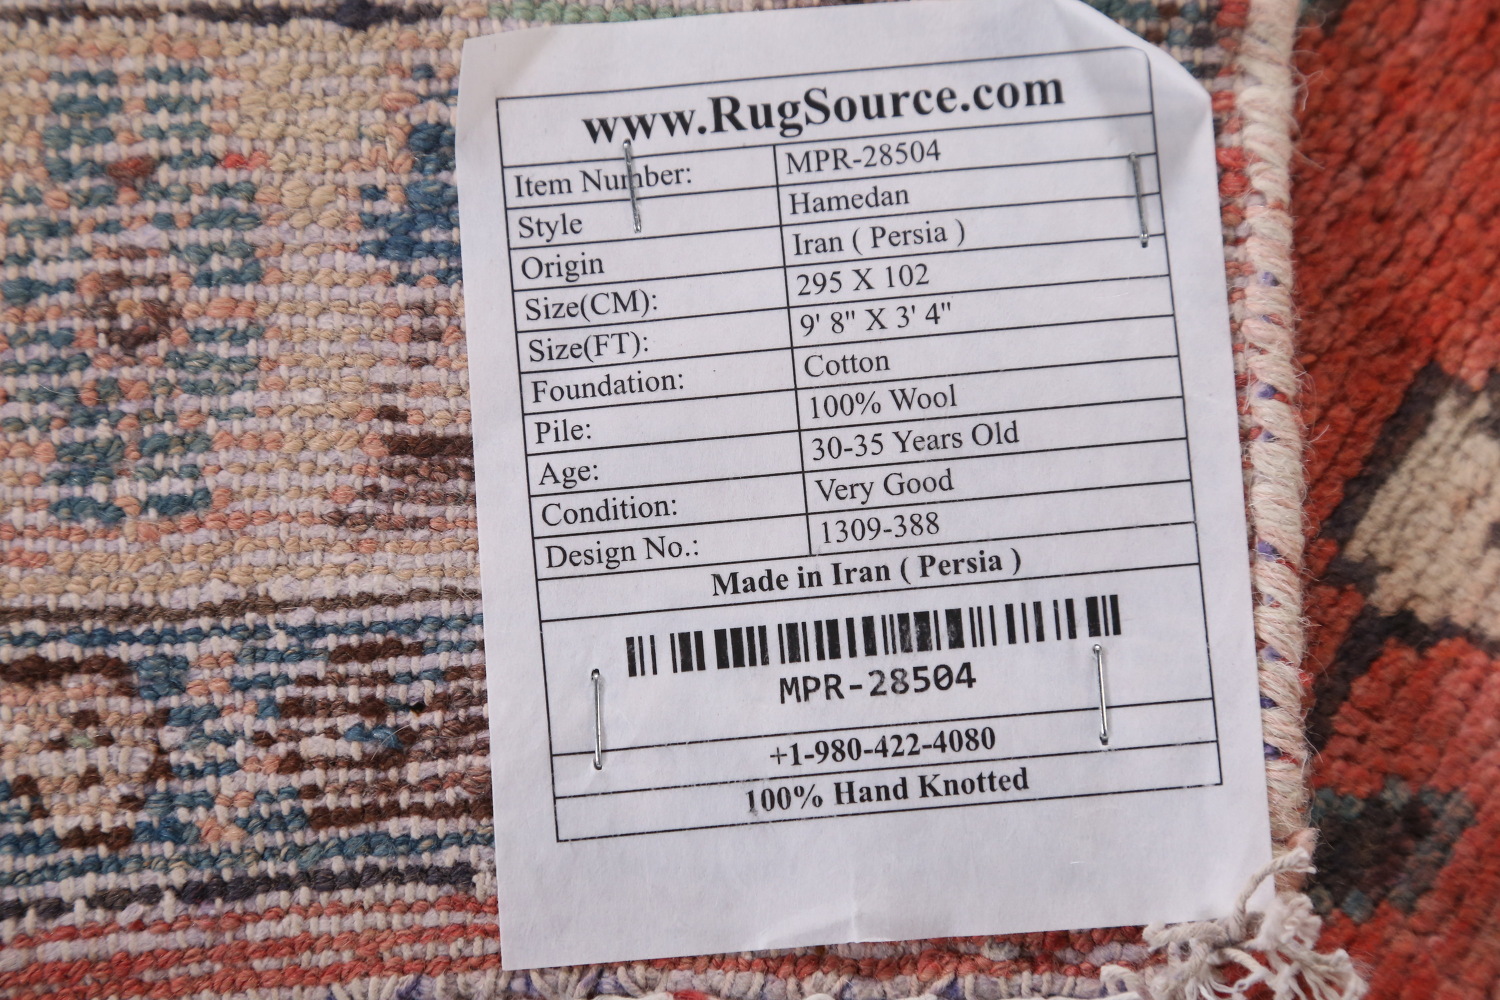 www.RugSource.com
Item Number: MPR-28504
Style Hamedan
Origin Iran ( Persia )
Size(CM): 295 X 102
Size(FT): 9' 8" X 3' 4"
Foundation: Cotton
Pile: 100% Wool
Age: 30-35 Years Old
Condition: Very Good
Design No.: 1309-388
Made in Iran ( Persia )
MPR-28504
+1-980-422-4080
100% Hand Knotted